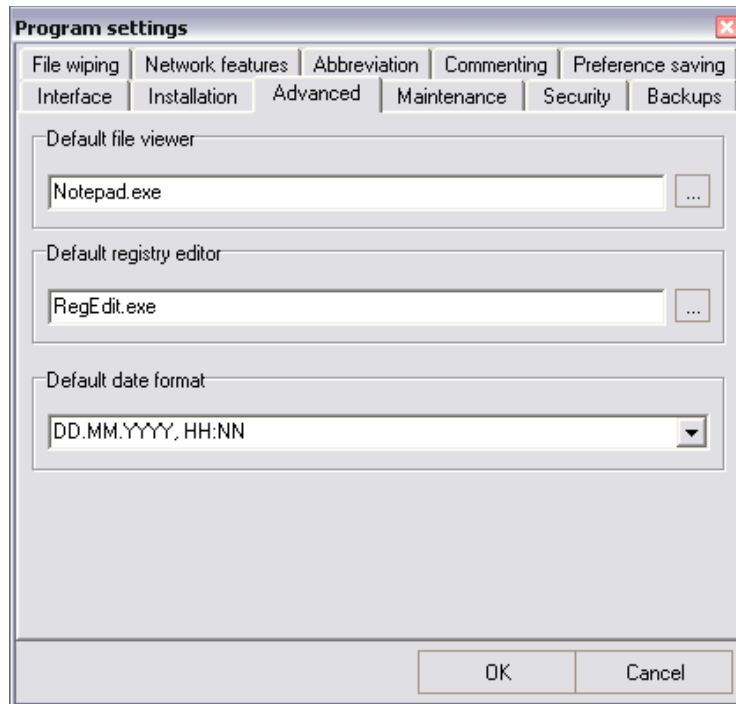 Program settings
File wiping Network features Abbreviation Commenting Preference saving
Interface Installation Advanced Maintenance Security Backups
Default file viewer
Notepad.exe ...
Default registry editor
RegEdit.exe ...
Default date format
DD.MM.YYYY, HH:NN
OK Cancel